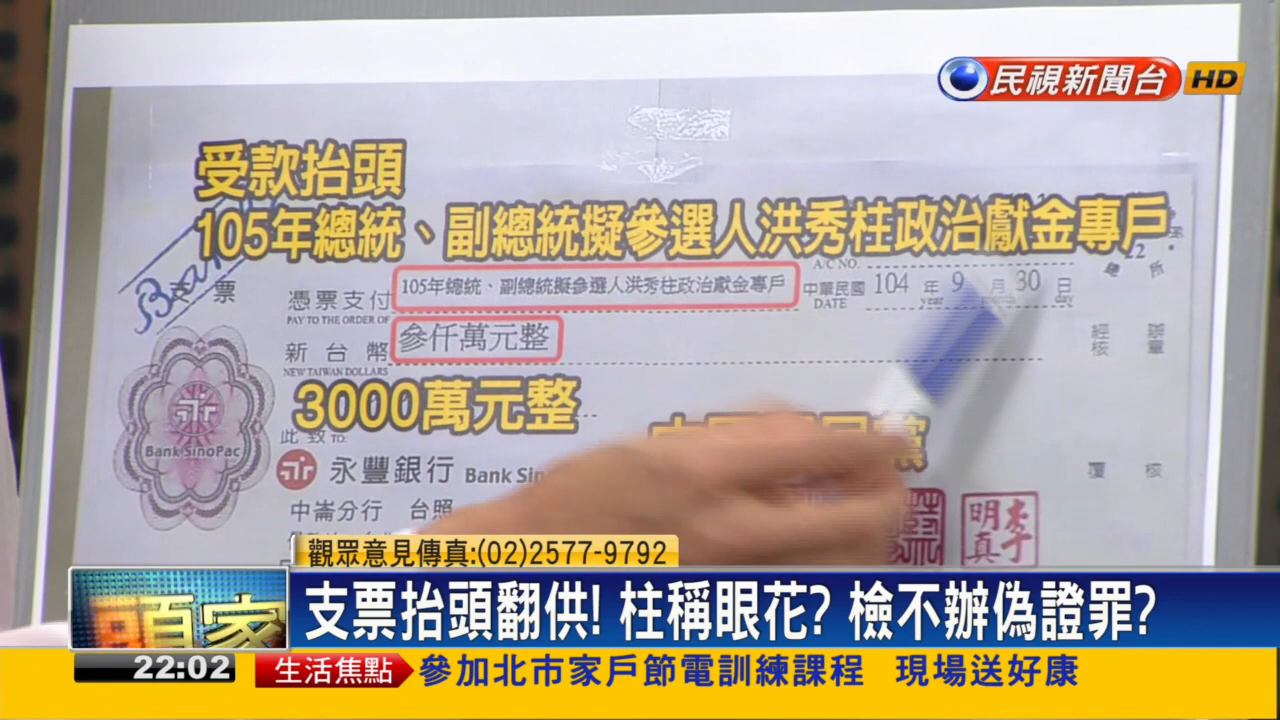 民視新聞台 HD
受款抬頭
105年總統、副總統擬參選人洪秀柱政治獻金專戶
支票
憑票支付 105年總統、副總統擬參選人洪秀柱政治獻金專戶
PAY TO THE ORDER OF
A/C NO.
中華民國 104 年 9 月 30 日
DATE year day
新台幣 參仟萬元整
NEW TAIWAN DOLLARS
經 辦
核 章
3000萬元整
此致 TO:
Bank SinoPac
永豐銀行 Bank
覆 核
中崙分行 台照
李明真
觀眾意見傳真:(02)2577-9792
頭家
支票抬頭翻供! 柱稱眼花? 檢不辦偽證罪?
22:02 生活焦點 參加北市家戶節電訓練課程 現場送好康